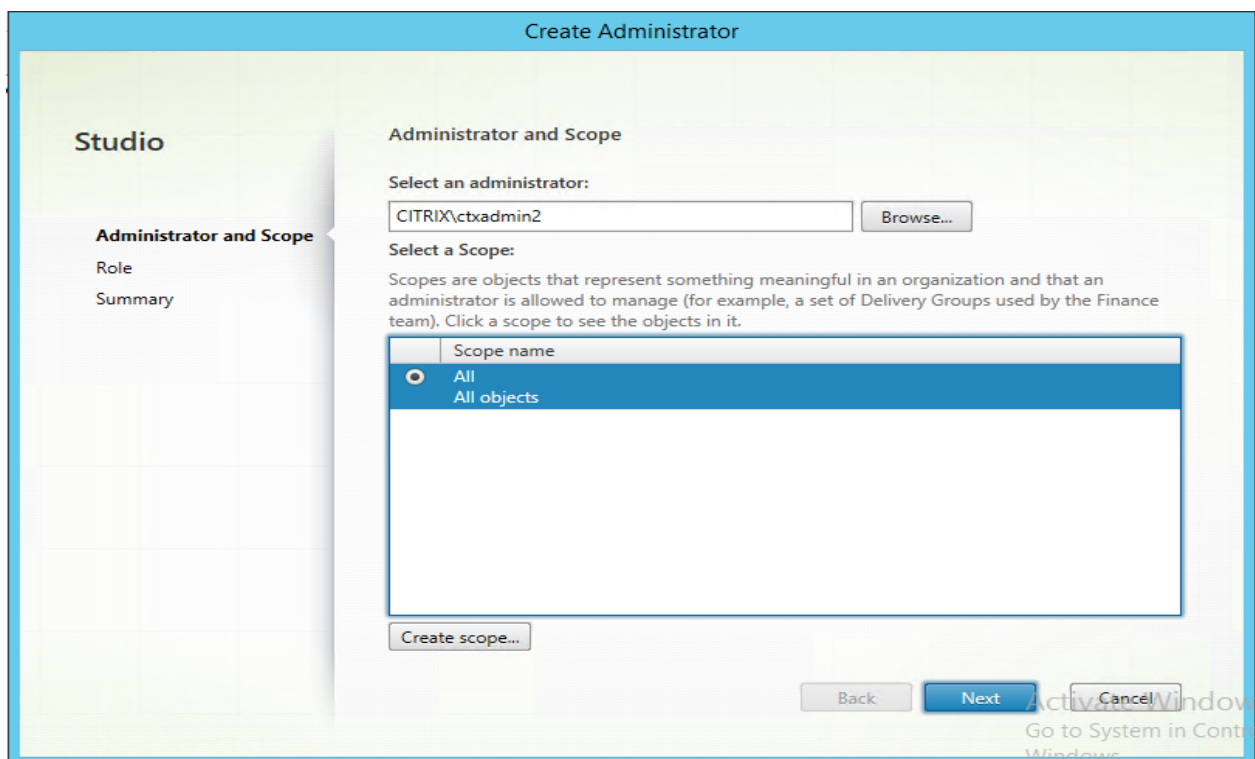 Create Administrator
Studio
Administrator and Scope
Role
Summary
Administrator and Scope
Select an administrator:
CITRIX\ctxadmin2
Browse...
Select a Scope:
Scopes are objects that represent something meaningful in an organization and that an
administrator is allowed to manage (for example, a set of Delivery Groups used by the Finance
team). Click a scope to see the objects in it.
Scope name
All
All objects
Create scope...
Back
Next
Cancel
Activate Window
Go to System in Contr
Windows